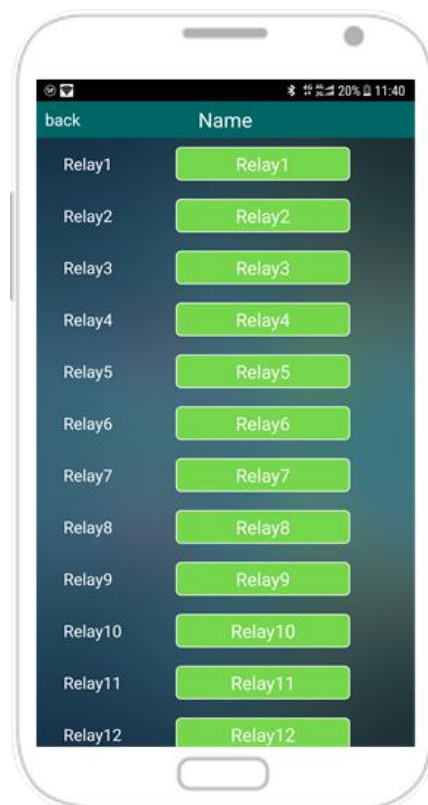 20% 11:40
back Name
Relay1 Relay1
Relay2 Relay2
Relay3 Relay3
Relay4 Relay4
Relay5 Relay5
Relay6 Relay6
Relay7 Relay7
Relay8 Relay8
Relay9 Relay9
Relay10 Relay10
Relay11 Relay11
Relay12 Relay12